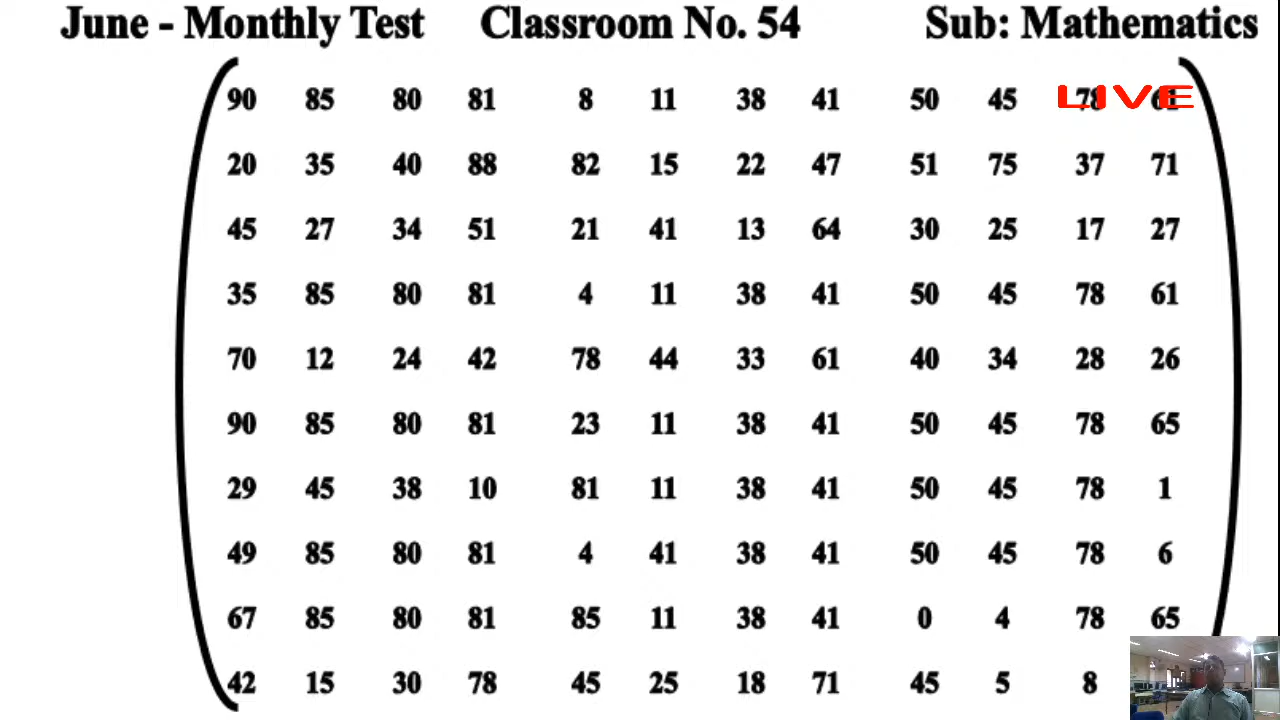 June - Monthly Test Classroom No. 54 Sub: Mathematics
90 85 80 81 8 11 38 41 50 45 78 61
LIVE
20 35 40 88 82 15 22 47 51 75 37 71
45 27 34 51 21 41 13 64 30 25 17 27
35 85 80 81 4 11 38 41 50 45 78 61
70 12 24 42 78 44 33 61 40 34 28 26
90 85 80 81 23 11 38 41 50 45 78 65
29 45 38 10 81 11 38 41 50 45 78 1
49 85 80 81 4 41 38 41 50 45 78 6
67 85 80 81 85 11 38 41 0 4 78 65
42 15 30 78 45 25 18 71 45 5 8